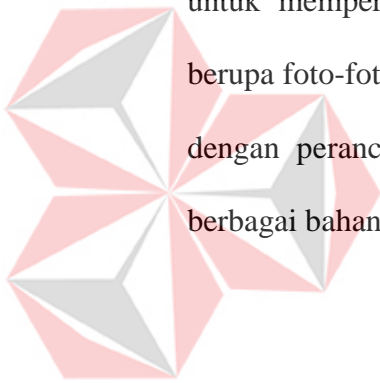 untuk memper
berupa foto-fot
dengan peranc
berbagai bahan